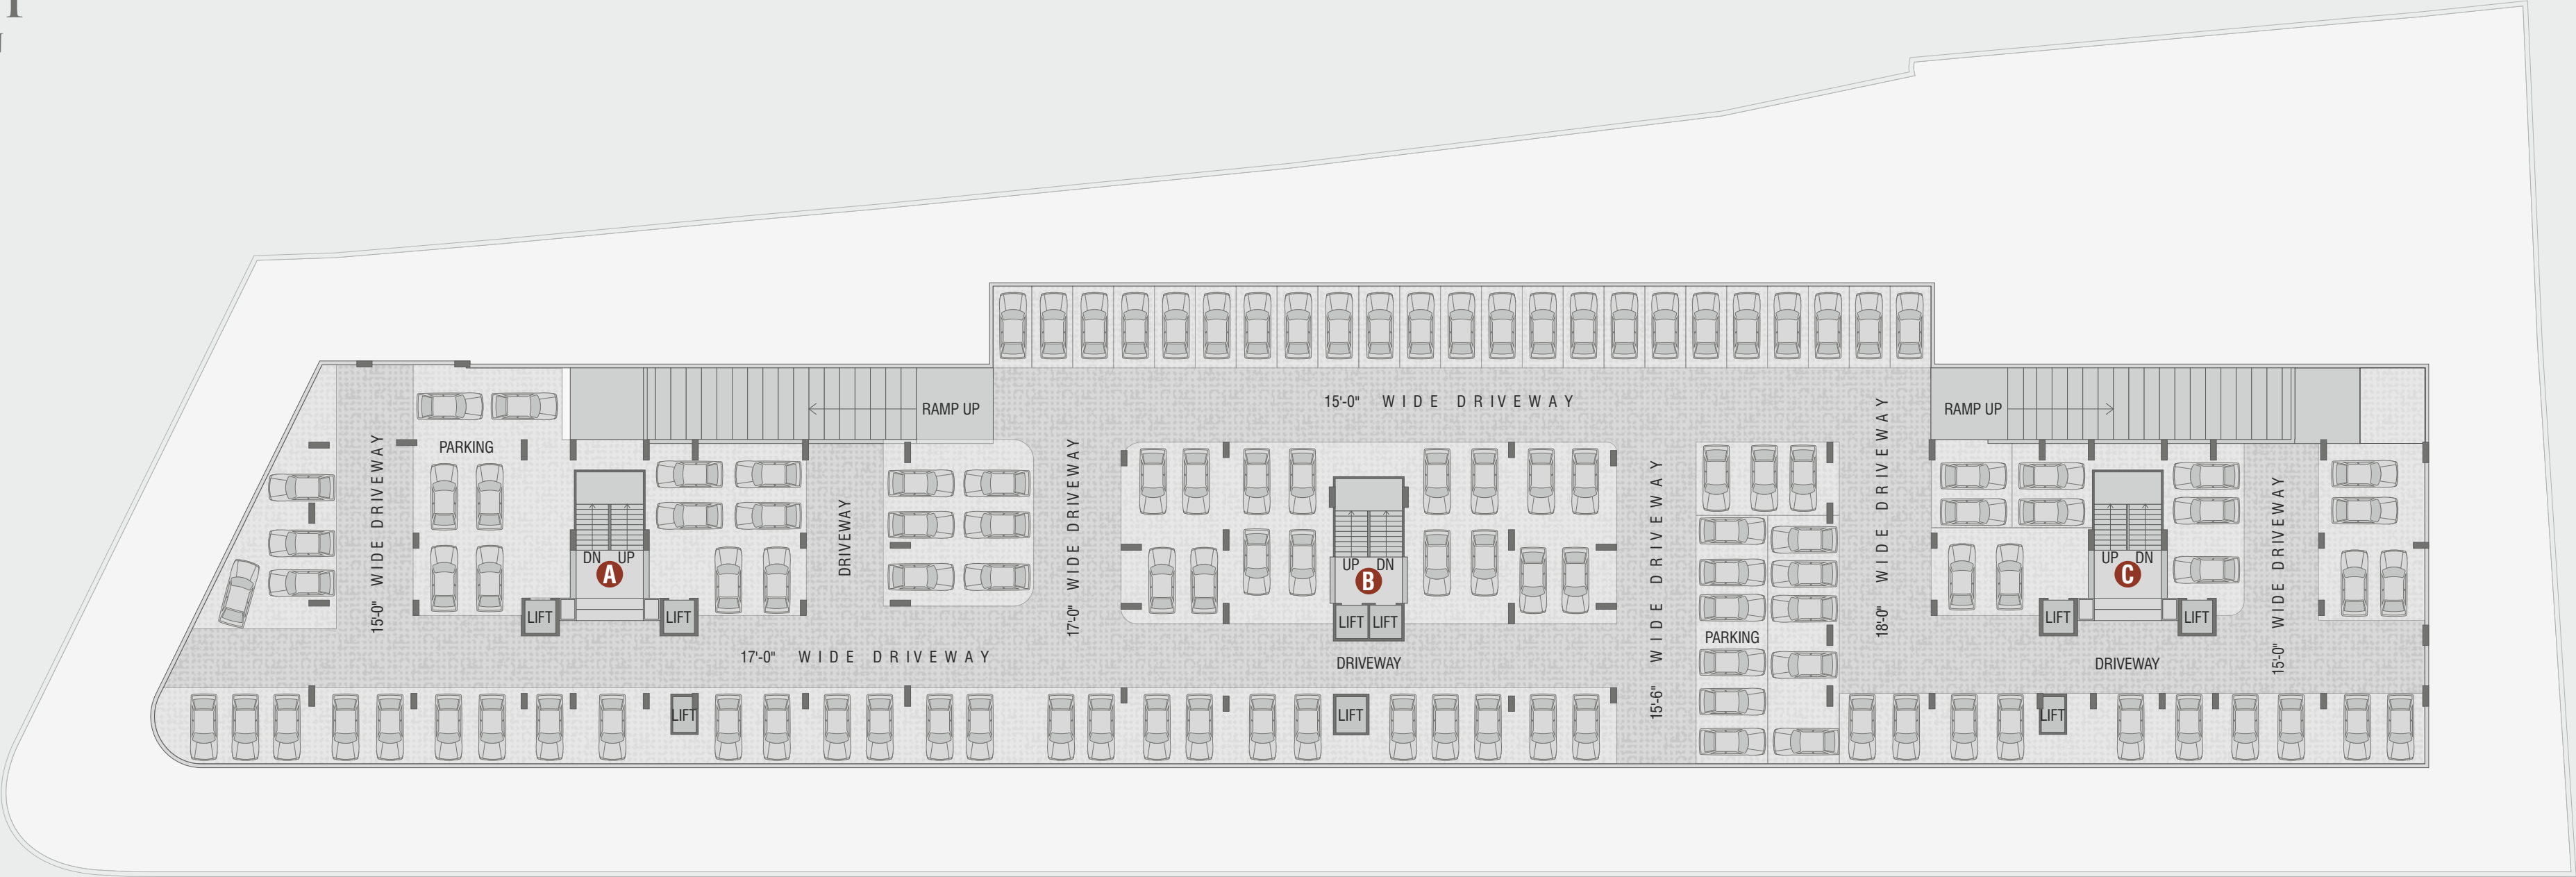 15'-0" WIDE DRIVEWAY
RAMP UP
RAMP UP
PARKING
15'-0" WIDE DRIVEWAY
DRIVEWAY
17'-0" WIDE DRIVEWAY
15'-6" WIDE DRIVEWAY
18'-0" WIDE DRIVEWAY
15'-0" WIDE DRIVEWAY
DN UP
A
LIFT
LIFT
UP DN
B
LIFT
LIFT
UP DN
C
LIFT
LIFT
PARKING
17'-0" WIDE DRIVEWAY
DRIVEWAY
DRIVEWAY
LIFT
LIFT
LIFT